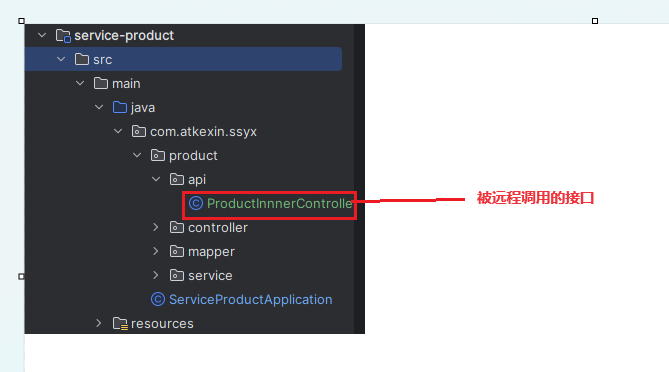 service-product
src
main
java
com.atkexin.ssyx
product
api
ProductInnnerControlle
被远程调用的接口
controller
mapper
service
ServiceProductApplication
resources